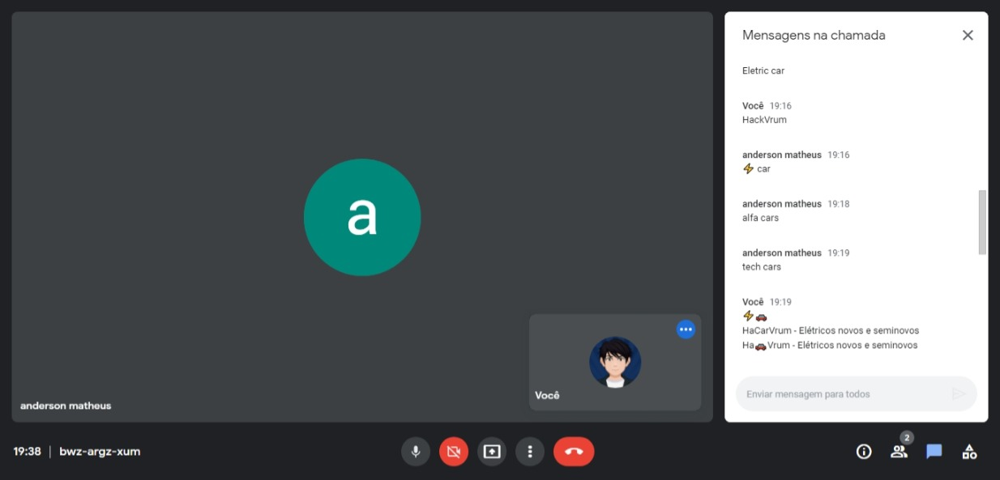 a
anderson matheus
Você
Mensagens na chamada
Eletric car
Você 19:16
HackVrum
anderson matheus 19:16
⚡ car
anderson matheus 19:18
alfa cars
anderson matheus 19:19
tech cars
Você 19:19
⚡🚗
HaCarVrum - Elétricos novos e seminovos
Ha🚗Vrum - Elétricos novos e seminovos
Enviar mensagem para todos
19:38 | bwz-argz-xum
2